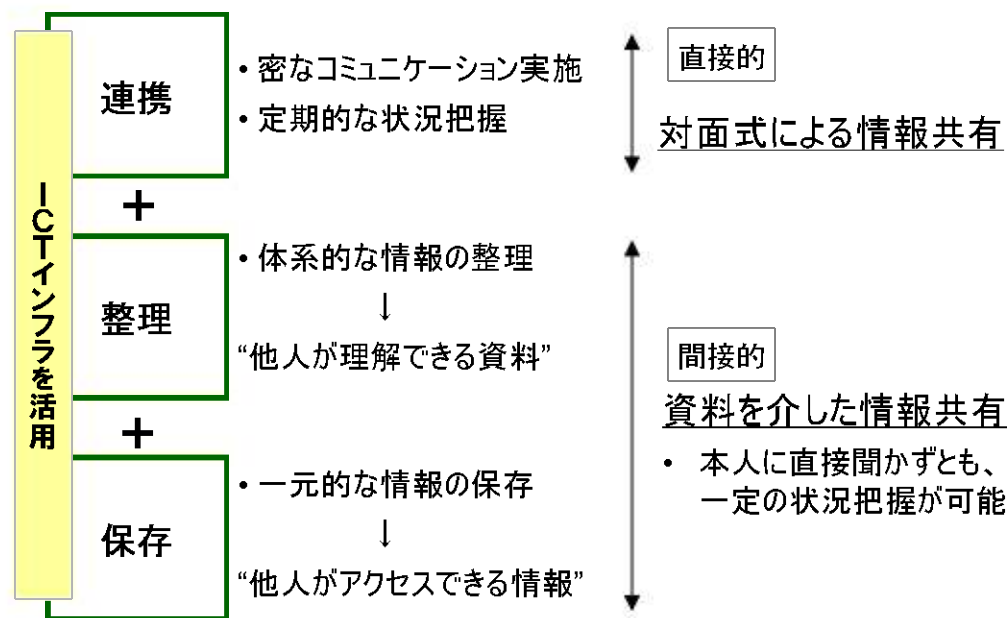 ICTインフラを活用
連携
• 密なコミュニケーション実施
• 定期的な状況把握
直接的
対面式による情報共有
+
整理
• 体系的な情報の整理
↓
“他人が理解できる資料”
間接的
資料を介した情報共有
• 本人に直接聞かずとも、
一定の状況把握が可能
+
保存
• 一元的な情報の保存
↓
“他人がアクセスできる情報”